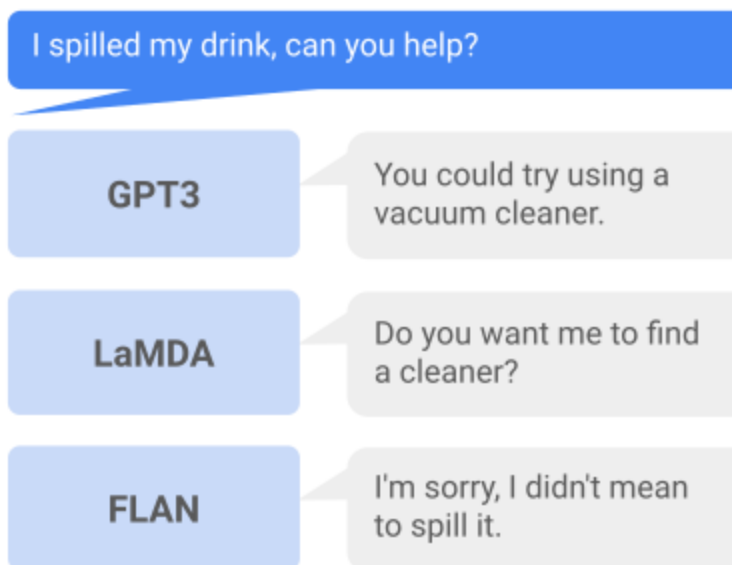 I spilled my drink, can you help?
GPT3
You could try using a
vacuum cleaner.
LaMDA
Do you want me to find
a cleaner?
FLAN
I'm sorry, I didn't mean
to spill it.